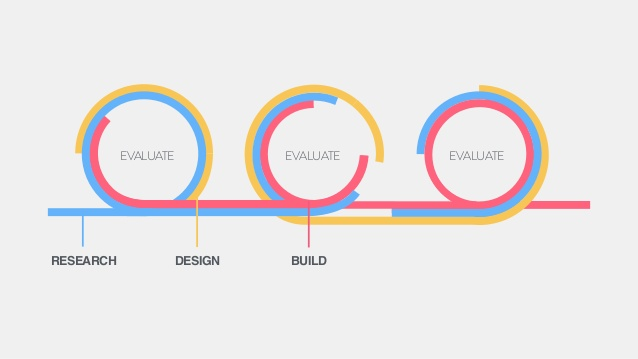 EVALUATE EVALUATE EVALUATE
RESEARCH DESIGN BUILD